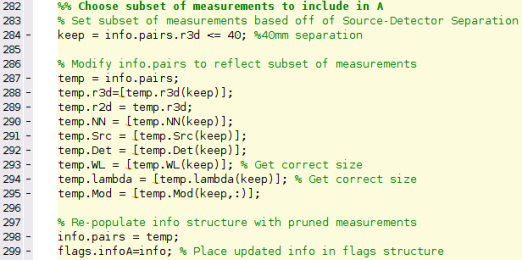 282 %% Choose subset of measurements to include in A
283 % Set subset of measurements based off of Source-Detector Separation
284 - keep = info.pairs.r3d <= 40; %40mm separation
285
286 % Modify info.pairs to reflect subset of measurements
287 - temp = info.pairs;
288 - temp.r3d=[temp.r3d(keep)];
289 - temp.r2d = temp.r3d;
290 - temp.NN = [temp.NN(keep)];
291 - temp.Src = [temp.Src(keep)];
292 - temp.Det = [temp.Det(keep)];
293 - temp.WL = [temp.WL(keep)]; % Get correct size
294 - temp.lambda = [temp.lambda(keep)]; % Get correct size
295 - temp.Mod = [temp.Mod(keep,:)];
296
297 % Re-populate info structure with pruned measurements
298 - info.pairs = temp;
299 - flags.infoA=info; % Place updated info in flags structure